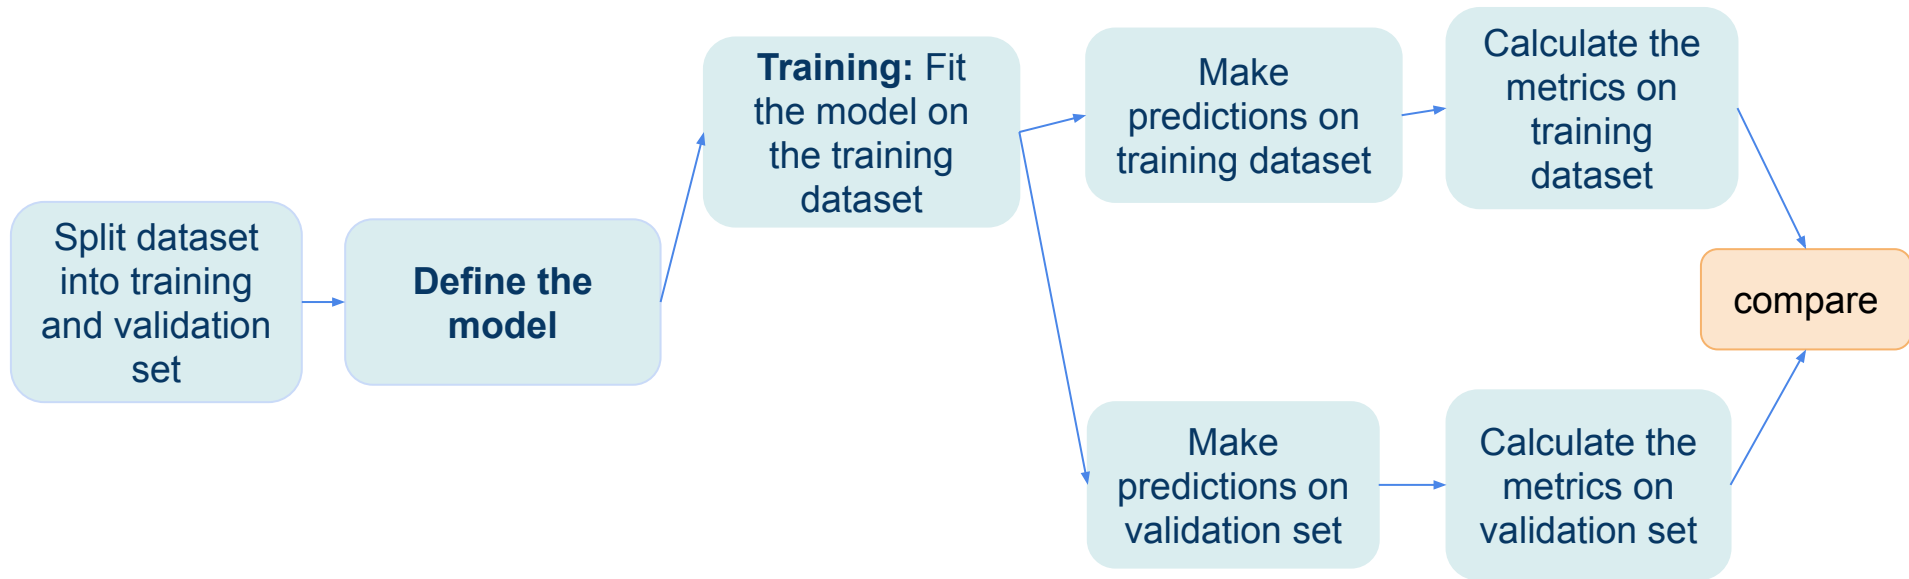 Split dataset
into training
and validation
set
Define the
model
Training: Fit
the model on
the training
dataset
Make
predictions on
training dataset
Calculate the
metrics on
training
dataset
Make
predictions on
validation set
Calculate the
metrics on
validation set
compare